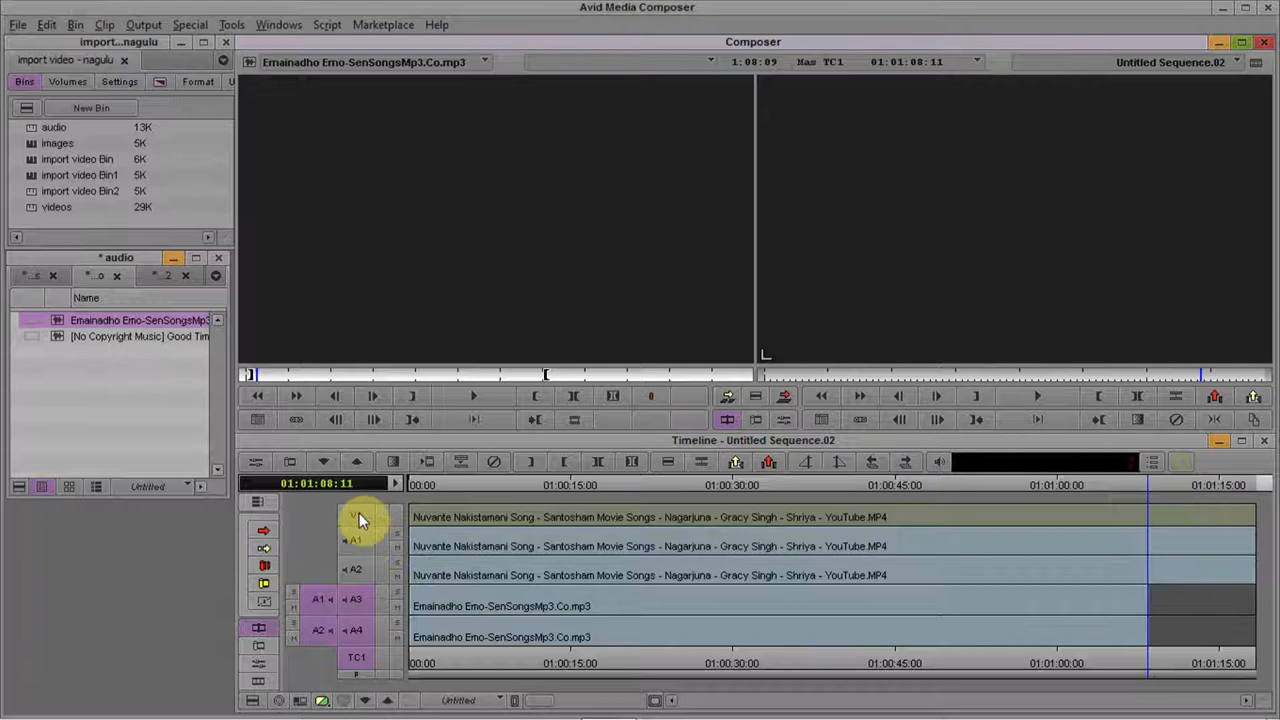 Avid Media Composer
File Edit Bin Clip Output Special Tools Windows Script Marketplace Help
import...nagulu
Composer
import video - nagulu
Emainadho Emo-SenSongsMp3.Co.mp3 1:08:09 Mas TC1 01:01:08:11 Untitled Sequence.02
Bins Volumes Settings Format U
New Bin
audio 13K
images 5K
import video Bin 6K
import video Bin1 5K
import video Bin2 5K
videos 29K
* audio
*...s *...o *...2
Name
Emainadho Emo-SenSongsMp3
[No Copyright Music] Good Tim
Timeline - Untitled Sequence.02
01:01:08:11 00:00 01:00:15:00 01:00:30:00 01:00:45:00 01:01:00:00 01:01:15:00
Nuvante Nakistamani Song - Santosham Movie Songs - Nagarjuna - Gracy Singh - Shriya - YouTube.MP4
A1 Nuvante Nakistamani Song - Santosham Movie Songs - Nagarjuna - Gracy Singh - Shriya - YouTube.MP4
A2 Nuvante Nakistamani Song - Santosham Movie Songs - Nagarjuna - Gracy Singh - Shriya - YouTube.MP4
A1 A3 Emainadho Emo-SenSongsMp3.Co.mp3
A2 A4 Emainadho Emo-SenSongsMp3.Co.mp3
TC1 00:00 01:00:15:00 01:00:30:00 01:00:45:00 01:01:00:00 01:01:15:00
Untitled
Untitled